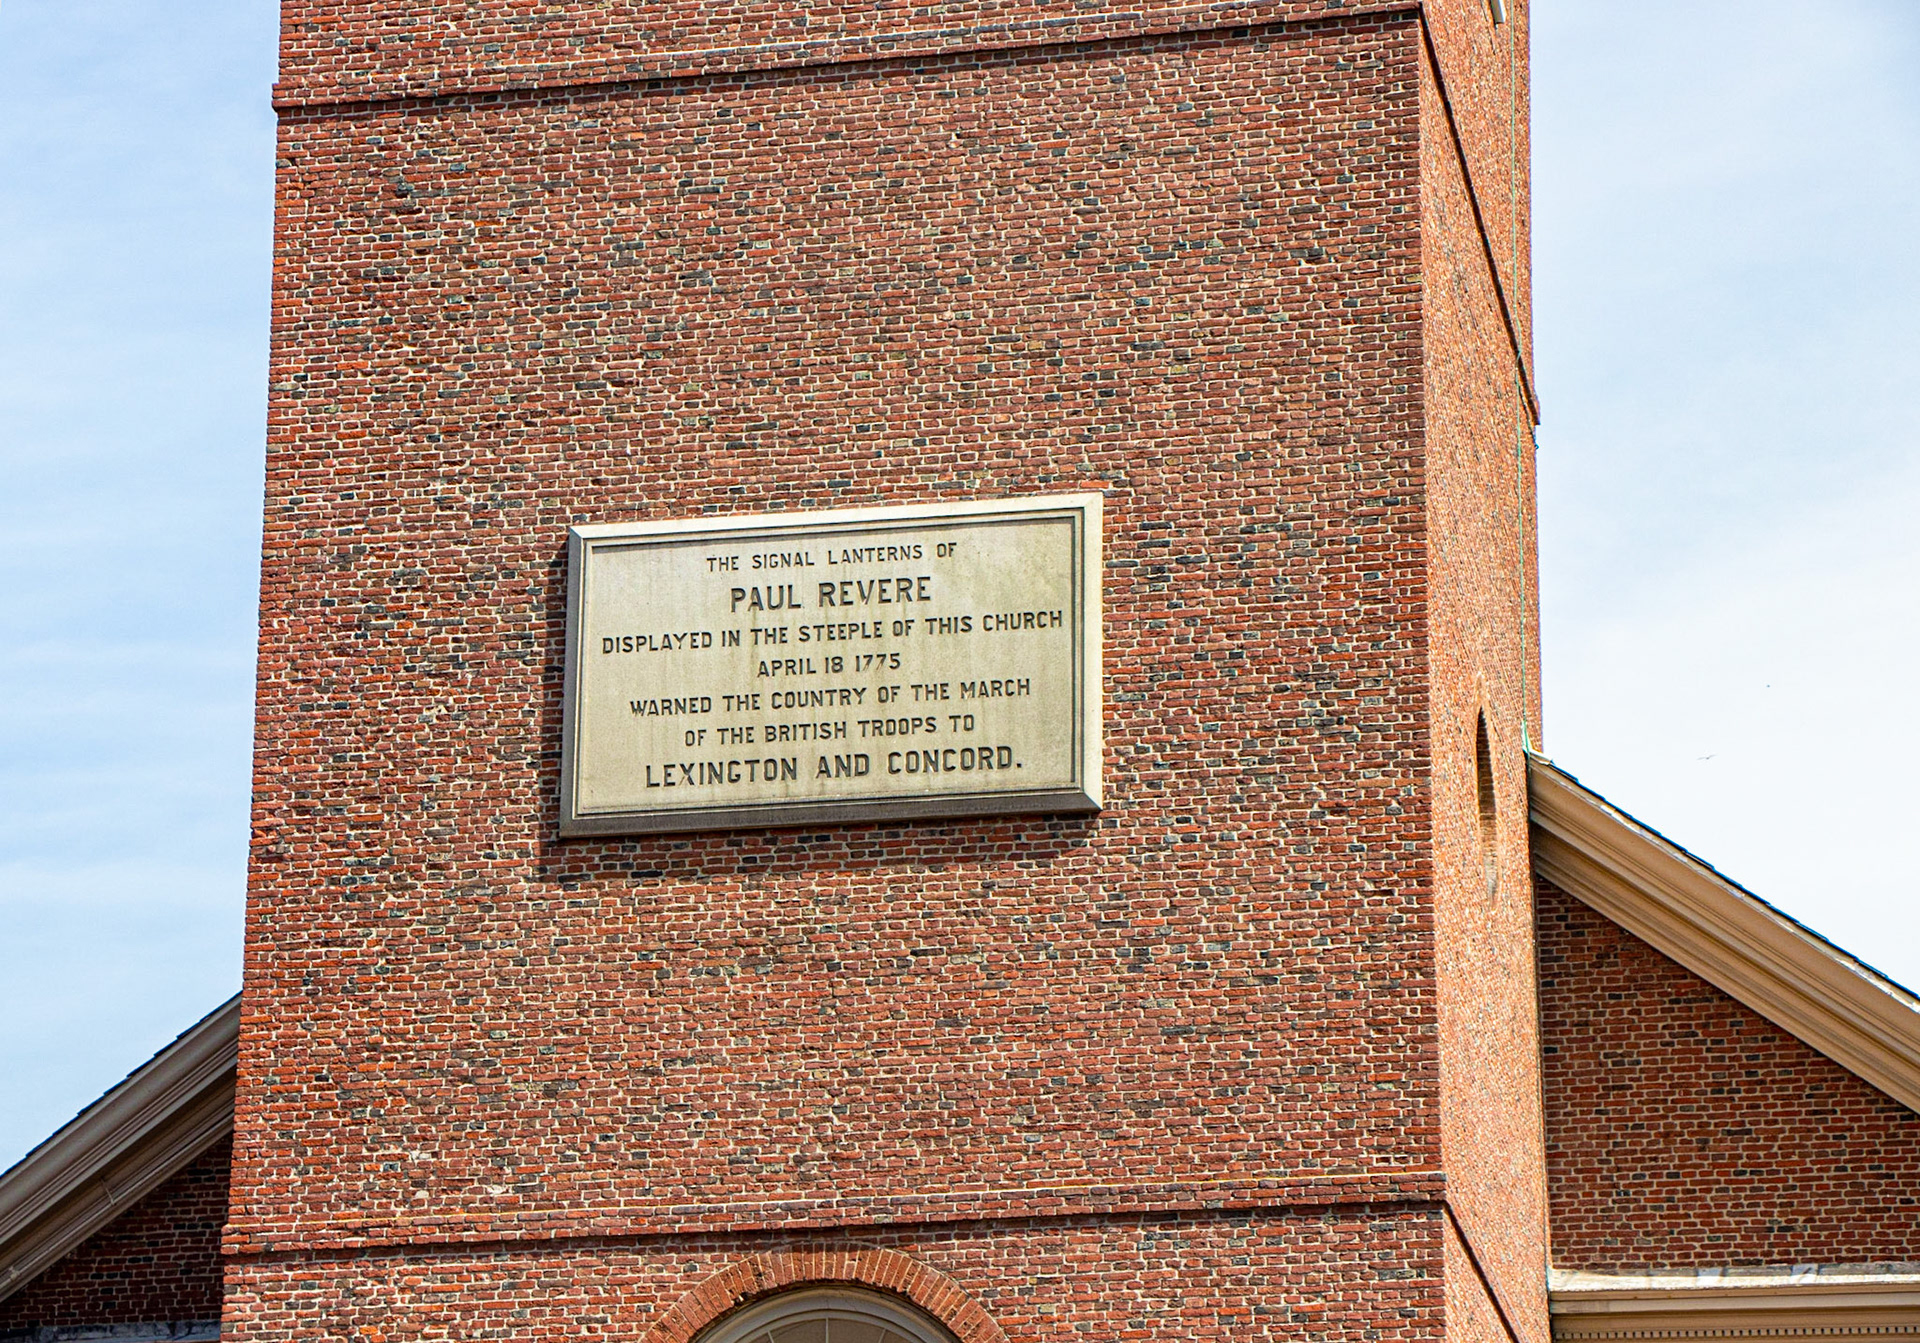 THE SIGNAL LANTERNS OF
PAUL REVERE
DISPLAYED IN THE STEEPLE OF THIS CHURCH
APRIL 18 1775
WARNED THE COUNTRY OF THE MARCH
OF THE BRITISH TROOPS TO
LEXINGTON AND CONCORD.